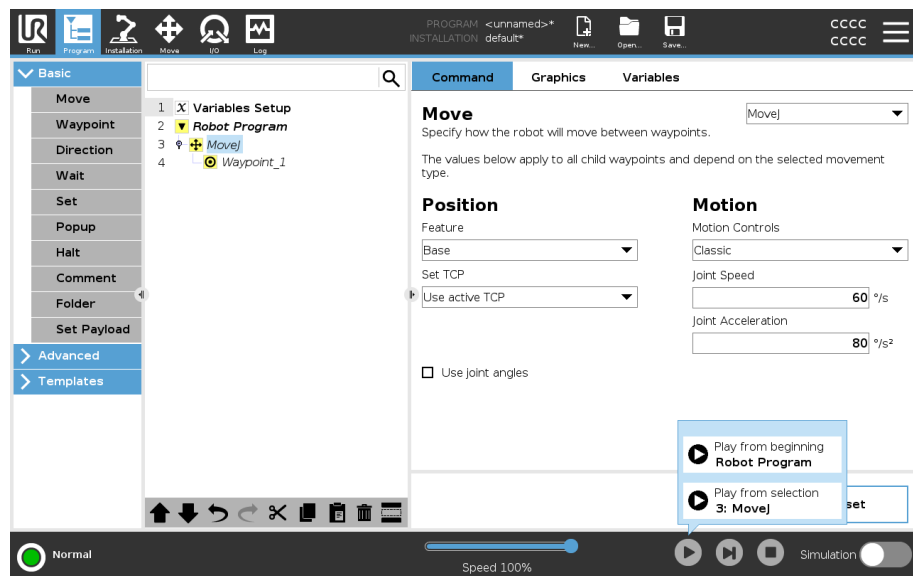 PROGRAM <unnamed>*
INSTALLATION default*
CCCC
CCCC
Run
Program
Installation
Move
I/O
Log
New...
Open...
Save...
Basic
Move
Waypoint
Direction
Wait
Set
Popup
Halt
Comment
Folder
Set Payload
Advanced
Templates
1 X Variables Setup
2 Robot Program
3 MoveJ
4 Waypoint_1
Command
Graphics
Variables
Move
MoveJ
Specify how the robot will move between waypoints.
The values below apply to all child waypoints and depend on the selected movement
type.
Position
Feature
Base
Set TCP
Use active TCP
Use joint angles
Motion
Motion Controls
Classic
Joint Speed
60 °/s
Joint Acceleration
80 °/s²
Play from beginning
Robot Program
Play from selection
3: MoveJ
set
Normal
Speed 100%
Simulation